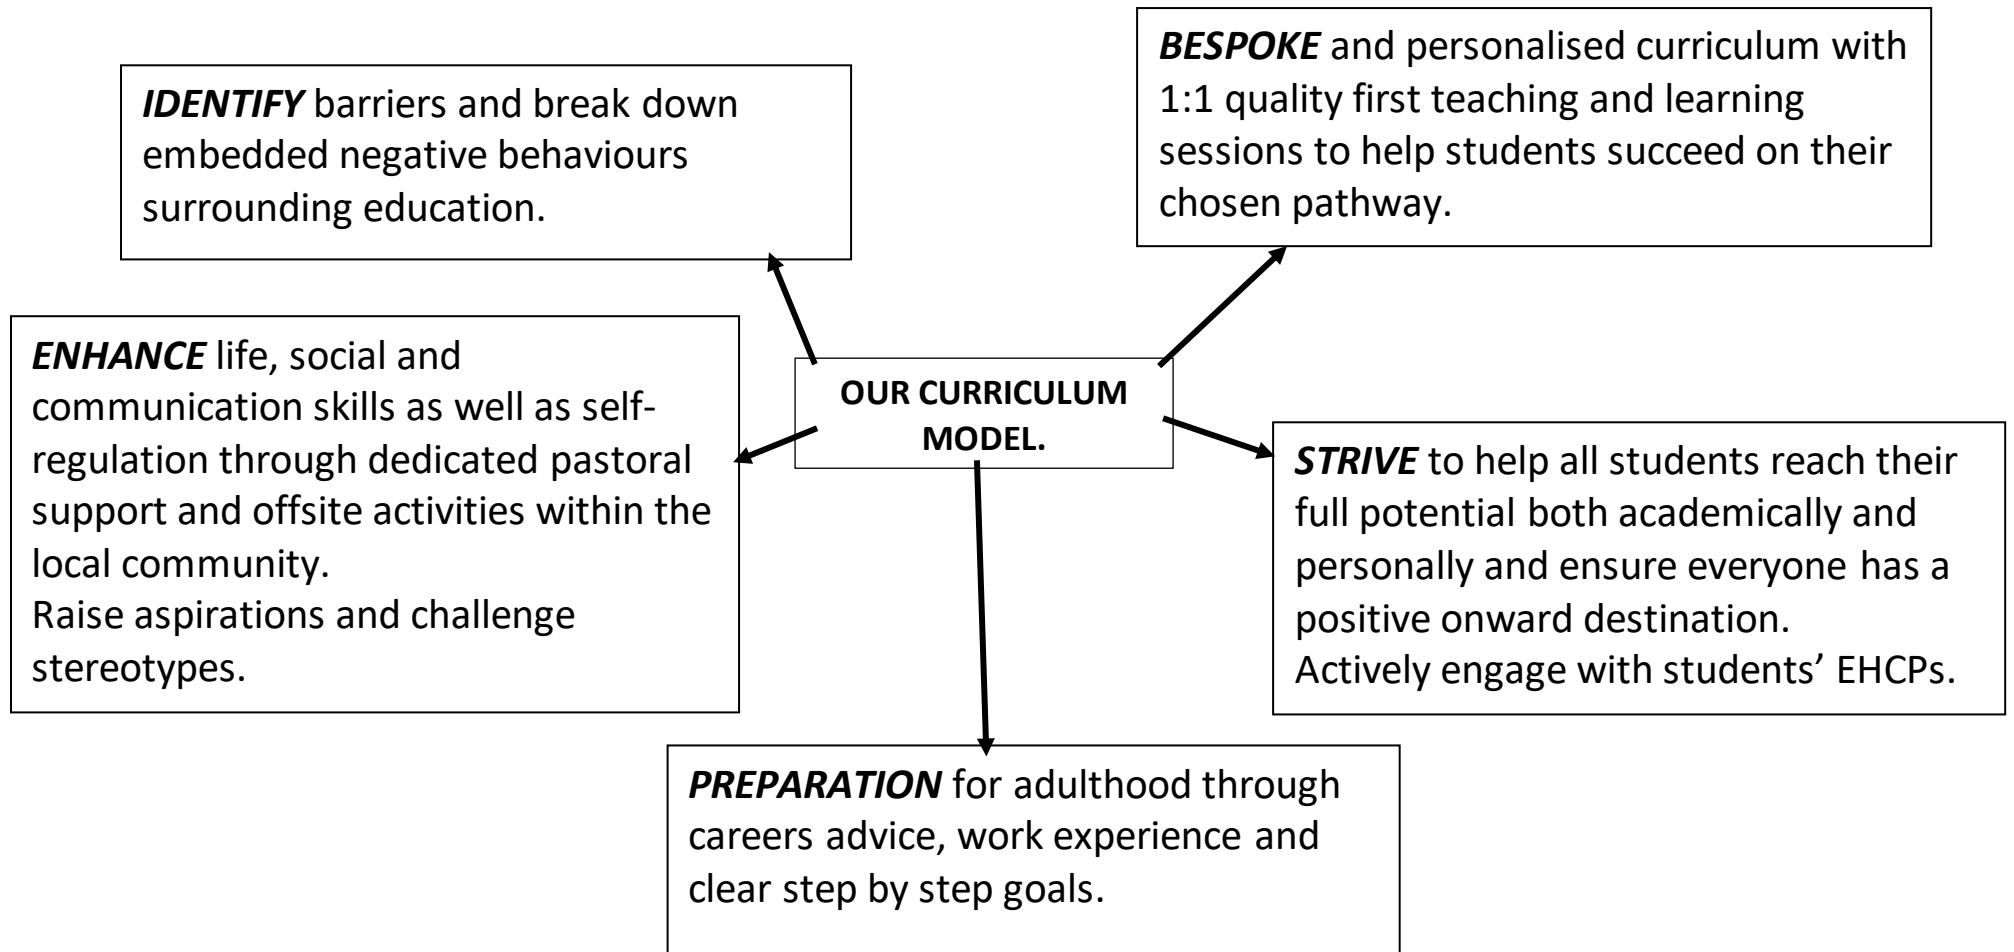 IDENTIFY barriers and break down
embedded negative behaviours
surrounding education.
BESPOKE and personalised curriculum with
1:1 quality first teaching and learning
sessions to help students succeed on their
chosen pathway.
ENHANCE life, social and
communication skills as well as self-
regulation through dedicated pastoral
support and offsite activities within the
local community.
Raise aspirations and challenge
stereotypes.
OUR CURRICULUM
MODEL.
STRIVE to help all students reach their
full potential both academically and
personally and ensure everyone has a
positive onward destination.
Actively engage with students’ EHCPs.
PREPARATION for adulthood through
careers advice, work experience and
clear step by step goals.